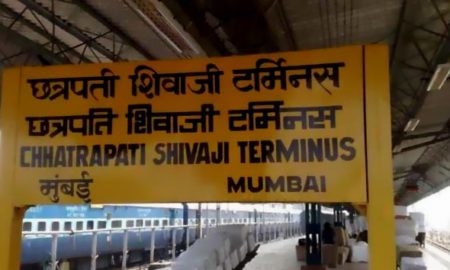 छत्रपती शिवाजी टर्मिनस
छत्रपति शिवाजी टर्मिनस
CHHATRAPATI SHIVAJI TERMINUS
मुंबई MUMBAI